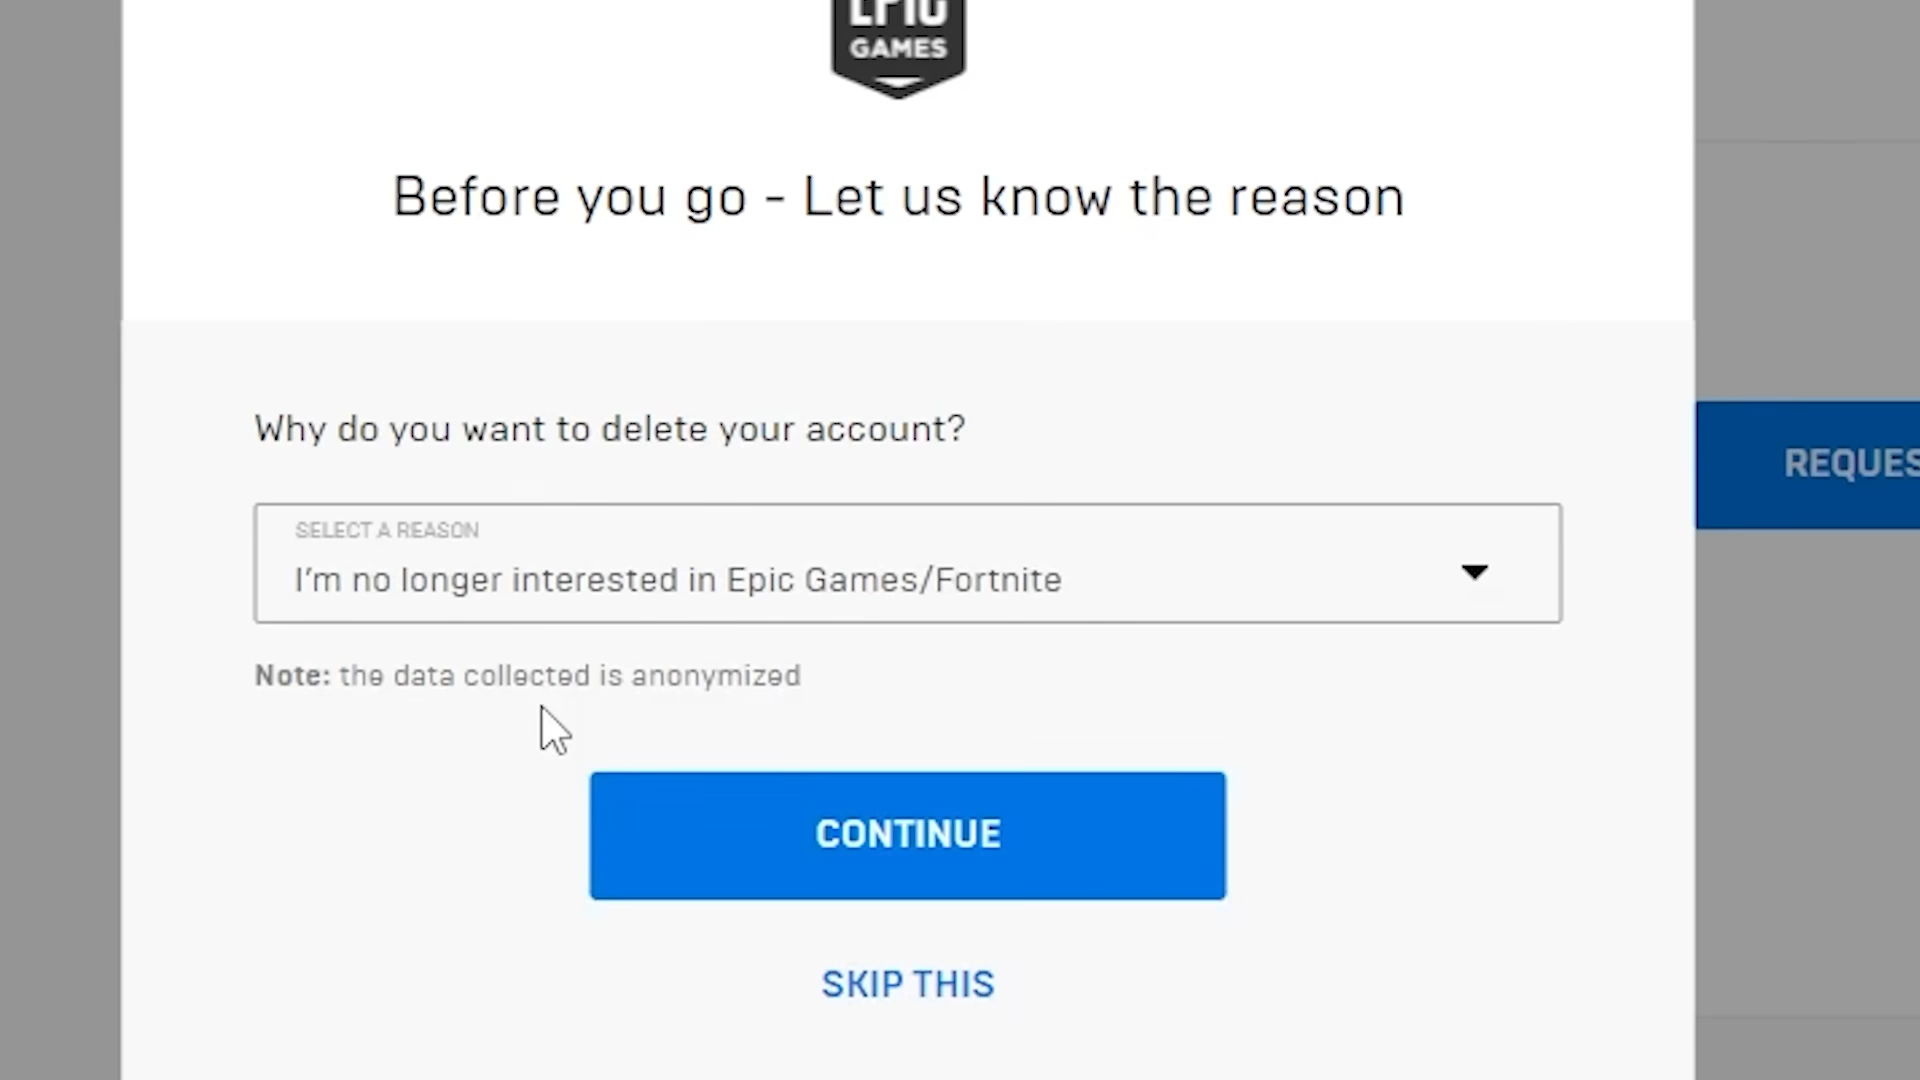 EPIC
GAMES
Before you go - Let us know the reason
Why do you want to delete your account?
SELECT A REASON
I'm no longer interested in Epic Games/Fortnite
Note: the data collected is anonymized
REQUES
CONTINUE
SKIP THIS